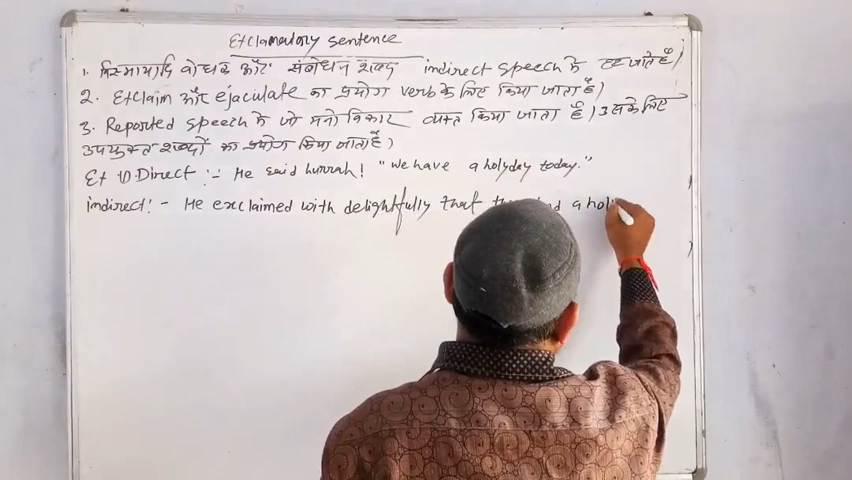 Exclamatory sentence
1. विस्मयादि बोधक और संबोधन शब्द indirect speech में हट जाते हैं।
2. Exclaim और ejaculate का प्रयोग verb के लिए किया जाता है।
3. Reported speech में जो मनोविकार व्यक्त किया जाता है। उसके लिए
उपयुक्त शब्दों का प्रयोग किया जाता है।
Ex 1) Direct :- He said hurrah! "We have a holyday today."
indirect :- He exclaimed with delightfully that a